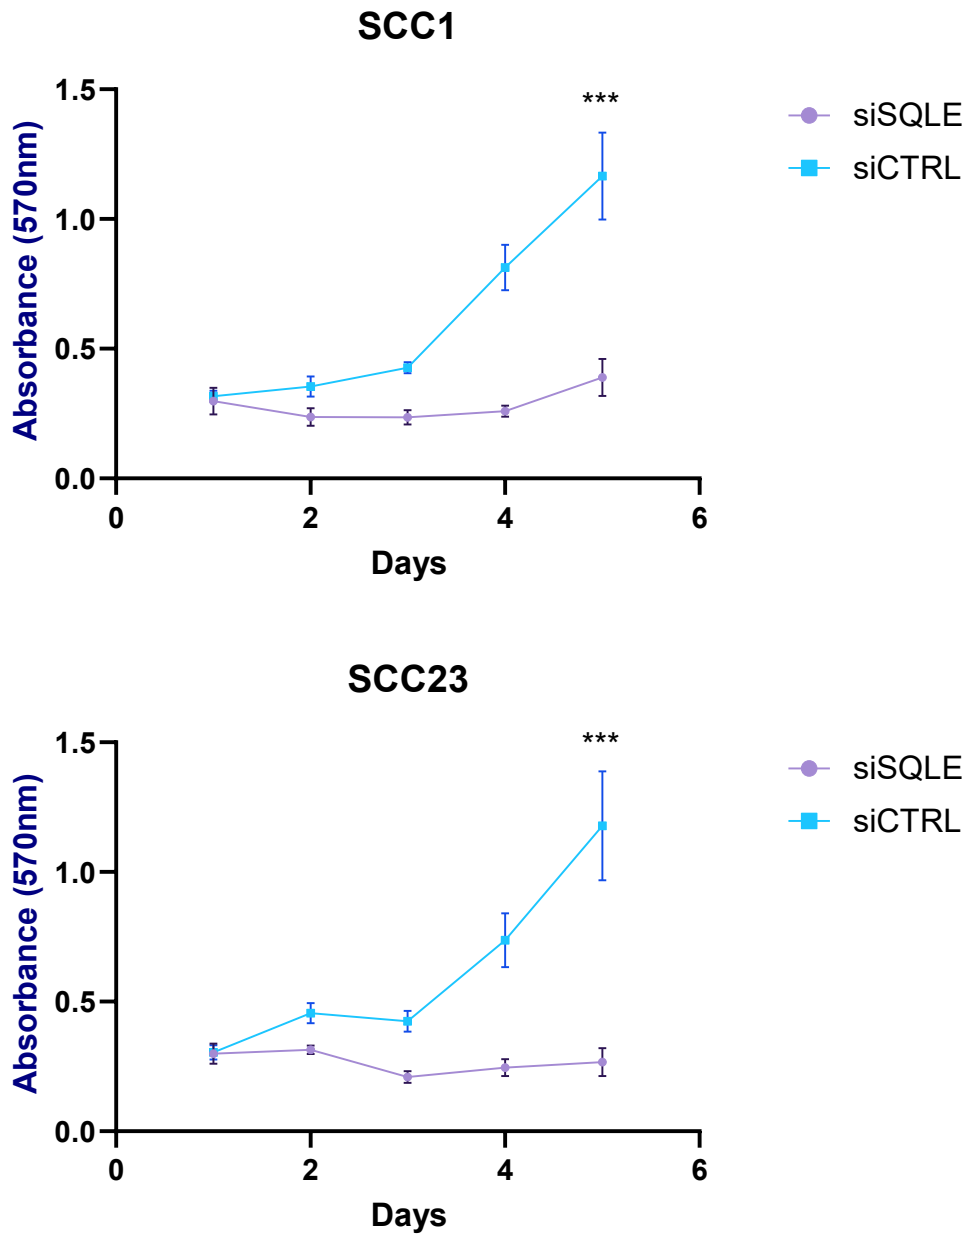 SCC1
1.5
1.0
0.5
0.0
Absorbance (570nm)
***
siSQLE
siCTRL
0 2 4 6
Days
SCC23
1.5
1.0
0.5
0.0
Absorbance (570nm)
***
siSQLE
siCTRL
0 2 4 6
Days